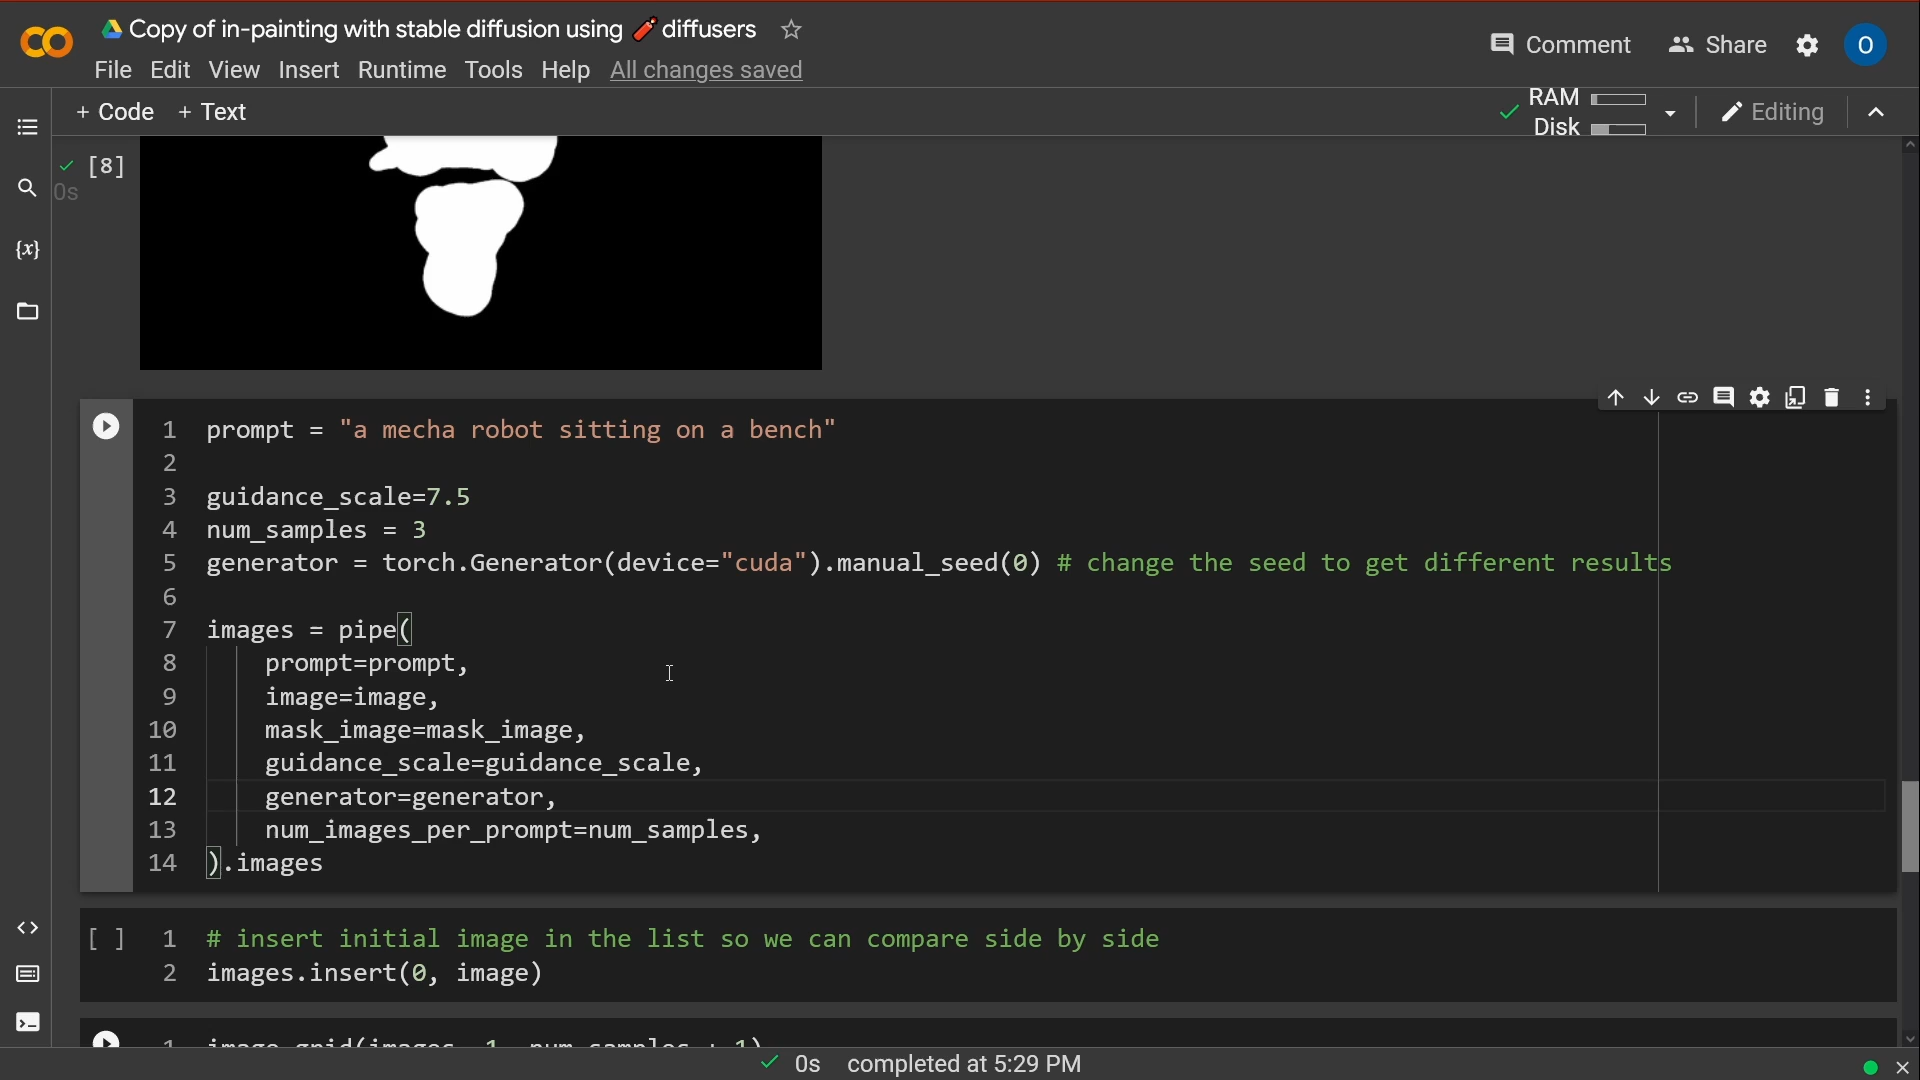 Copy of in-painting with stable diffusion using 🧨 diffusers
Comment Share O
File Edit View Insert Runtime Tools Help All changes saved
+ Code + Text
RAM
Disk
Editing
[8]
0s
{x}
1 prompt = "a mecha robot sitting on a bench"
2
3 guidance_scale=7.5
4 num_samples = 3
5 generator = torch.Generator(device="cuda").manual_seed(0) # change the seed to get different results
6
7 images = pipe(
8 prompt=prompt,
9 image=image,
10 mask_image=mask_image,
11 guidance_scale=guidance_scale,
12 generator=generator,
13 num_images_per_prompt=num_samples,
14 ).images
[ ] 1 # insert initial image in the list so we can compare side by side
2 images.insert(0, image)
1 image_grid(images, 1, num_samples + 1)
0s completed at 5:29 PM